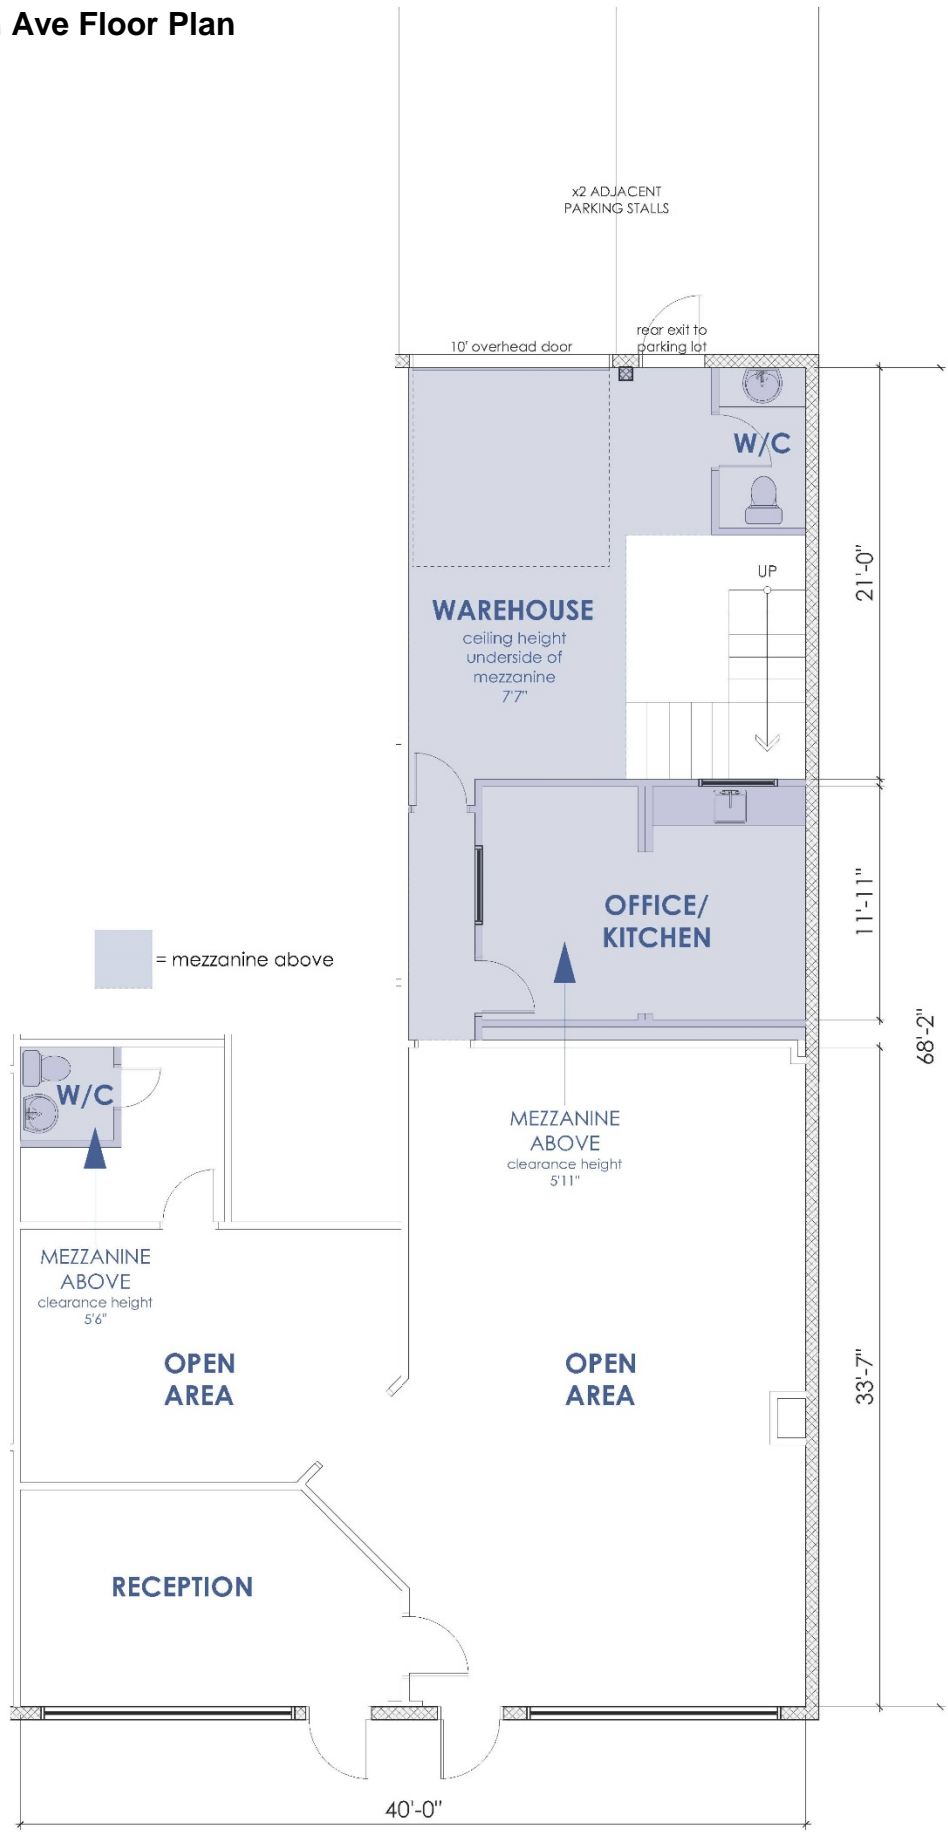 Ave Floor Plan
x2 ADJACENT
PARKING STALLS
10' overhead door
rear exit to
parking lot
W/C
UP
21'-0"
WAREHOUSE
ceiling height
underside of
mezzanine
7'7"
OFFICE/
KITCHEN
11'-11"
= mezzanine above
68'-2"
W/C
MEZZANINE
ABOVE
clearance height
5'11"
MEZZANINE
ABOVE
clearance height
5'6"
OPEN
AREA
OPEN
AREA
33'-7"
RECEPTION
40'-0"